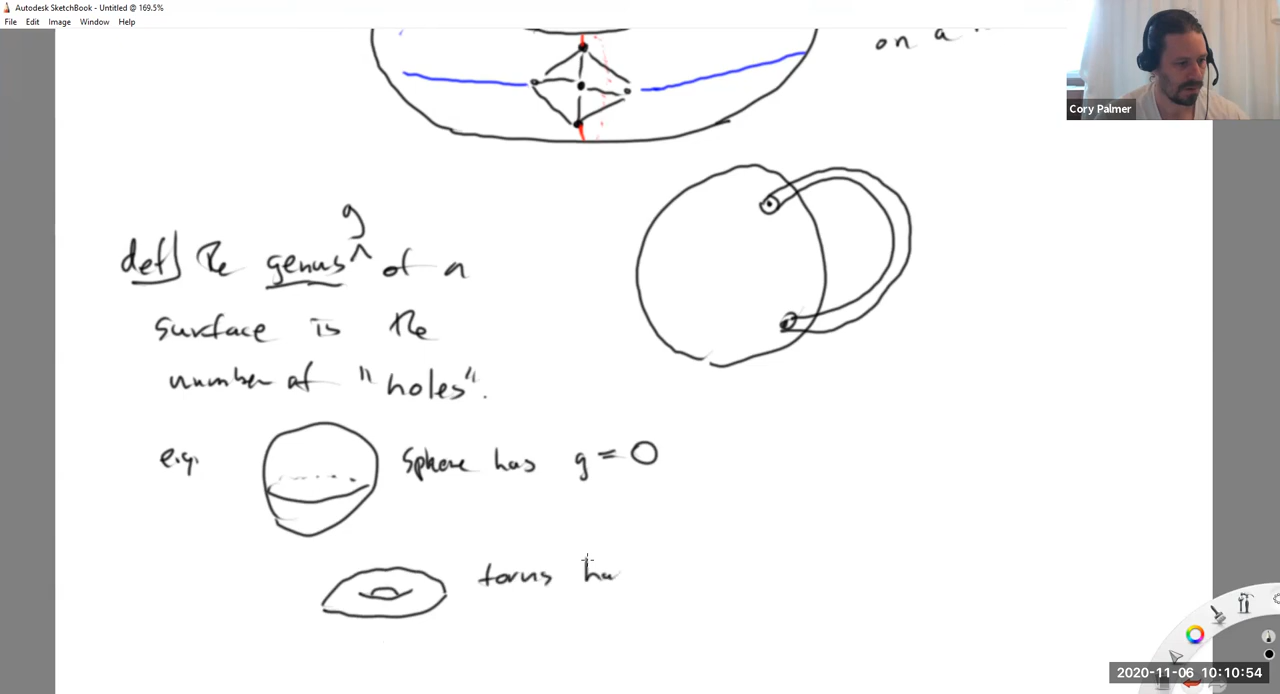 Autodesk SketchBook - Untitled @ 169.5%
File Edit Image Window Help
on a
Cory Palmer
g
def) The genus ^ of a
surface is the
number of "holes".
e.g. Sphere has g = 0
torus ha
2020-11-06 10:10:54